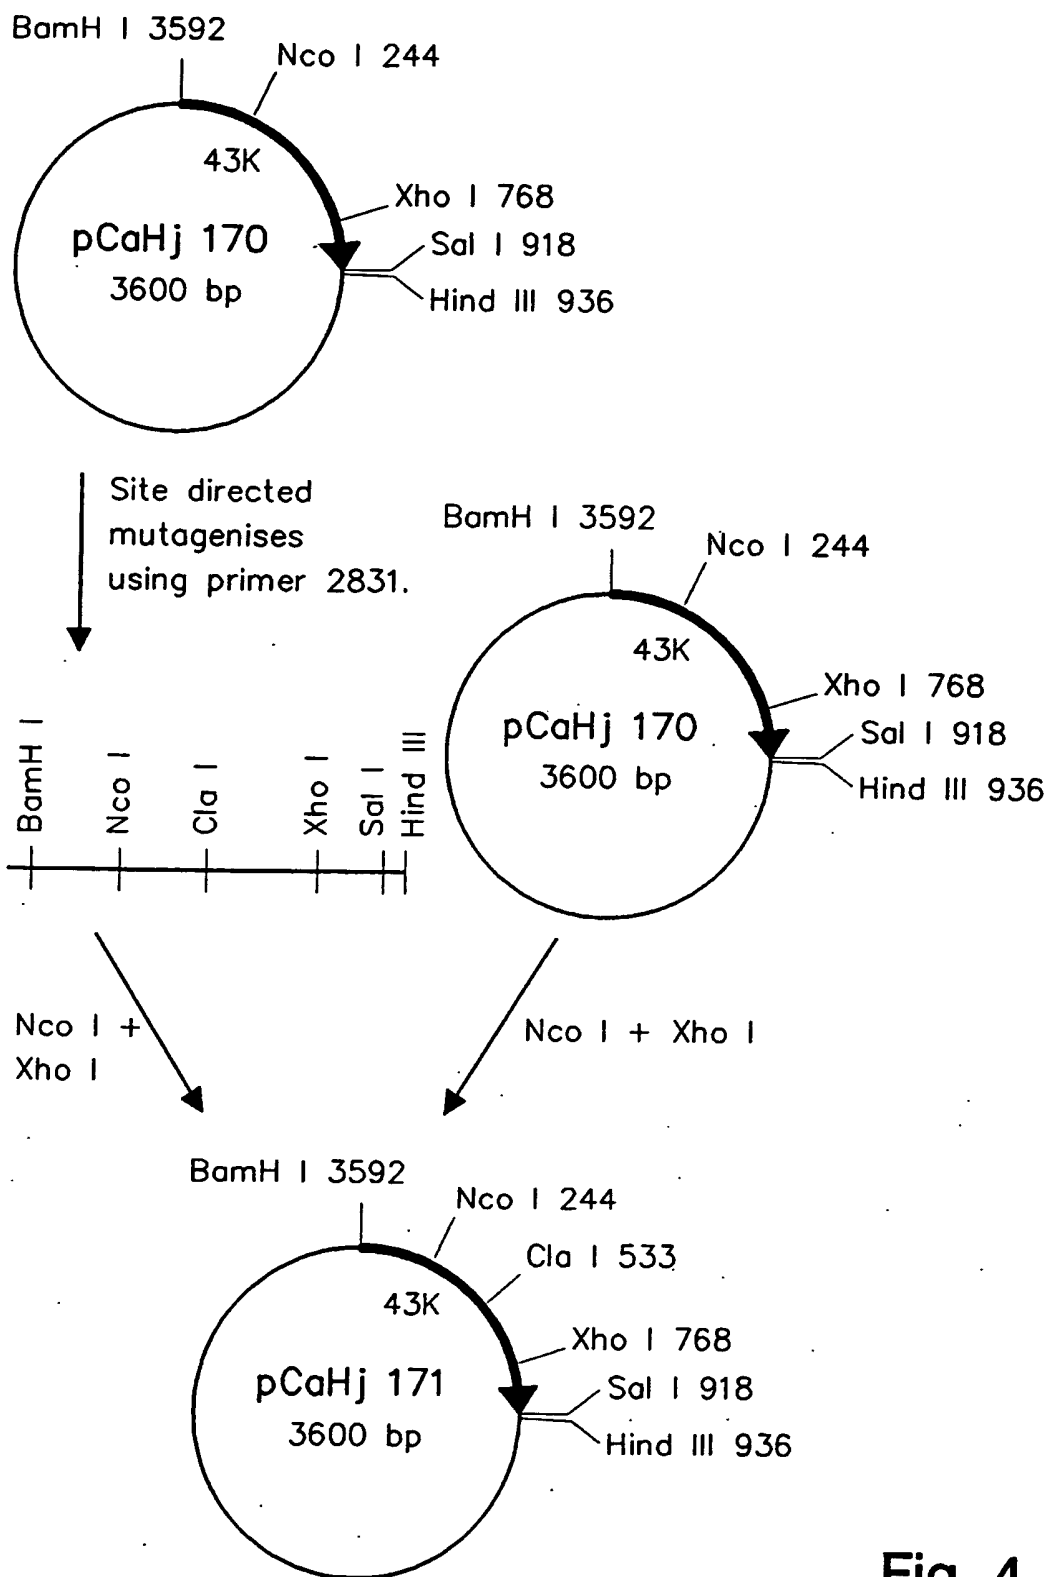 BamH I 3592
Nco I 244
43K
Xho I 768
pCaHj 170
Sal I 918
3600 bp
Hind III 936
Site directed
mutagenises
using primer 2831.
BamH I 3592
Nco I 244
43K
Xho I 768
pCaHj 170
Sal I 918
3600 bp
Hind III 936
BamH I
Nco I
Cla I
Xho I
Sal I
Hind III
Nco I +
Xho I
Nco I + Xho I
BamH I 3592
Nco I 244
Cla I 533
43K
Xho I 768
pCaHj 171
Sal I 918
3600 bp
Hind III 936
Fig. 4